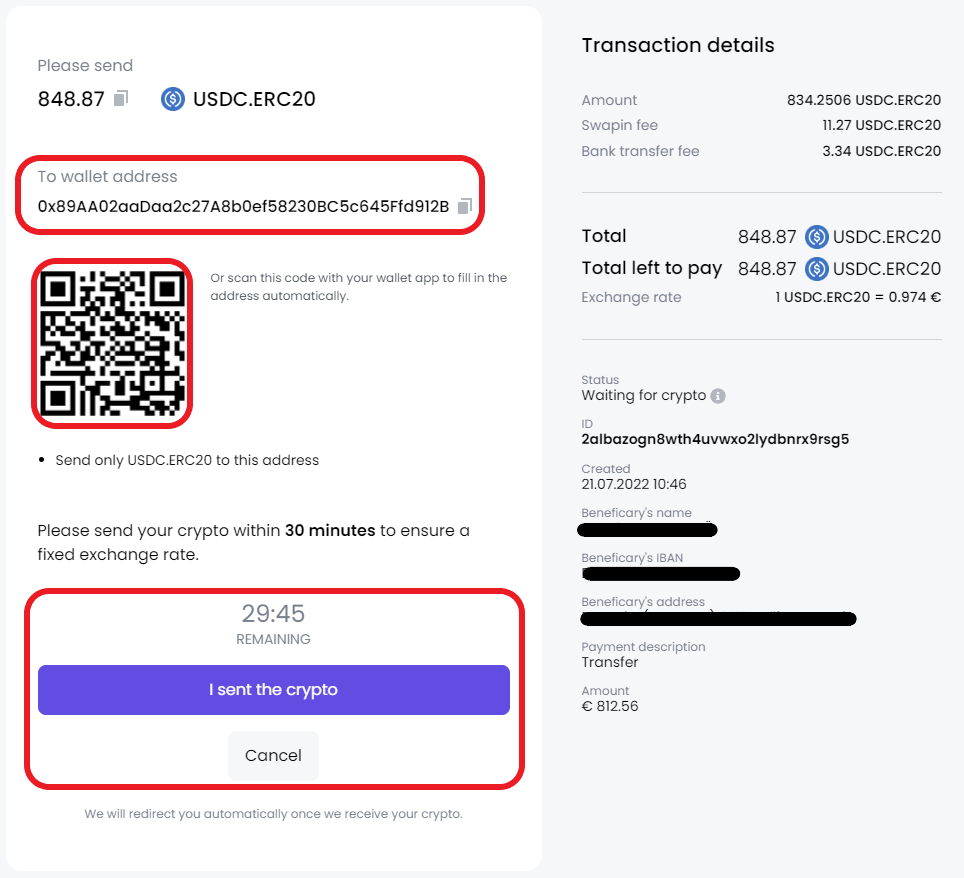 Please send
848.87 USDC.ERC20
To wallet address
0x89AA02aaDaa2c27A8b0ef58230BC5c645Ffd912B
Or scan this code with your wallet app to fill in the
address automatically.
Send only USDC.ERC20 to this address
Please send your crypto within 30 minutes to ensure a
fixed exchange rate.
29:45
REMAINING
I sent the crypto
Cancel
We will redirect you automatically once we receive your crypto.
Transaction details
Amount 834.2506 USDC.ERC20
Swapin fee 11.27 USDC.ERC20
Bank transfer fee 3.34 USDC.ERC20
Total 848.87 USDC.ERC20
Total left to pay 848.87 USDC.ERC20
Exchange rate 1 USDC.ERC20 = 0.974 €
Status
Waiting for crypto
ID
2albazogn8wth4uvwxo2lydbnrx9rsg5
Created
21.07.2022 10:46
Beneficary's name
Beneficary's IBAN
Beneficary's address
Payment description
Transfer
Amount
€ 812.56